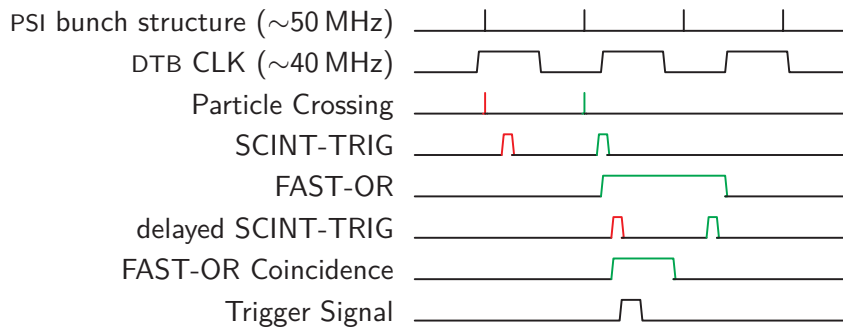 PSI bunch structure (∼50 MHz)
DTB CLK (∼40 MHz)
Particle Crossing
SCINT-TRIG
FAST-OR
delayed SCINT-TRIG
FAST-OR Coincidence
Trigger Signal